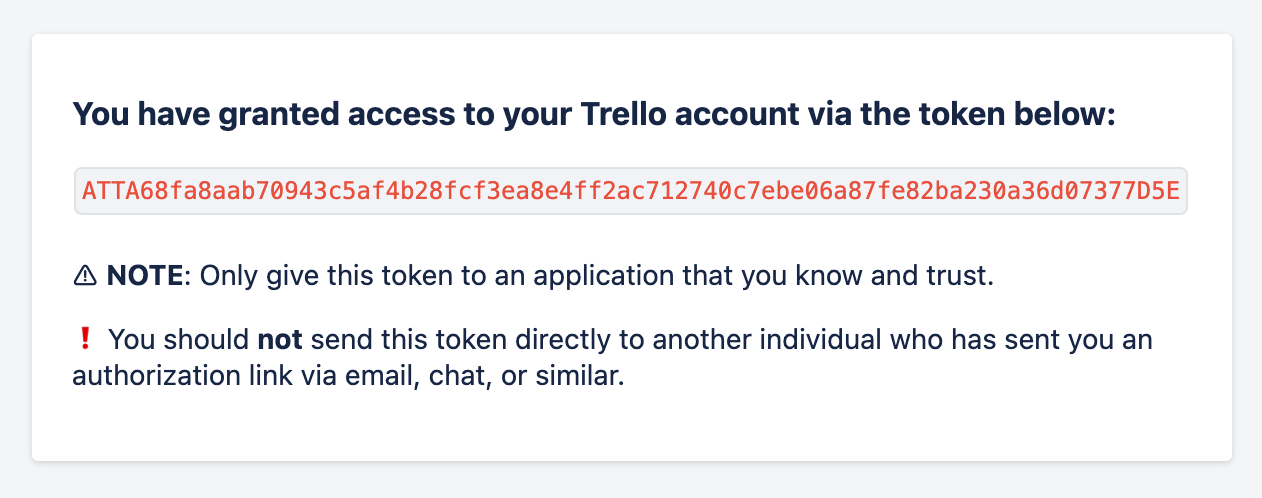 You have granted access to your Trello account via the token below:
ATTA68fa8aab70943c5af4b28fcf3ea8e4ff2ac712740c7ebe06a87fe82ba230a36d07377D5E
⚠ NOTE: Only give this token to an application that you know and trust.
❗ You should not send this token directly to another individual who has sent you an
authorization link via email, chat, or similar.